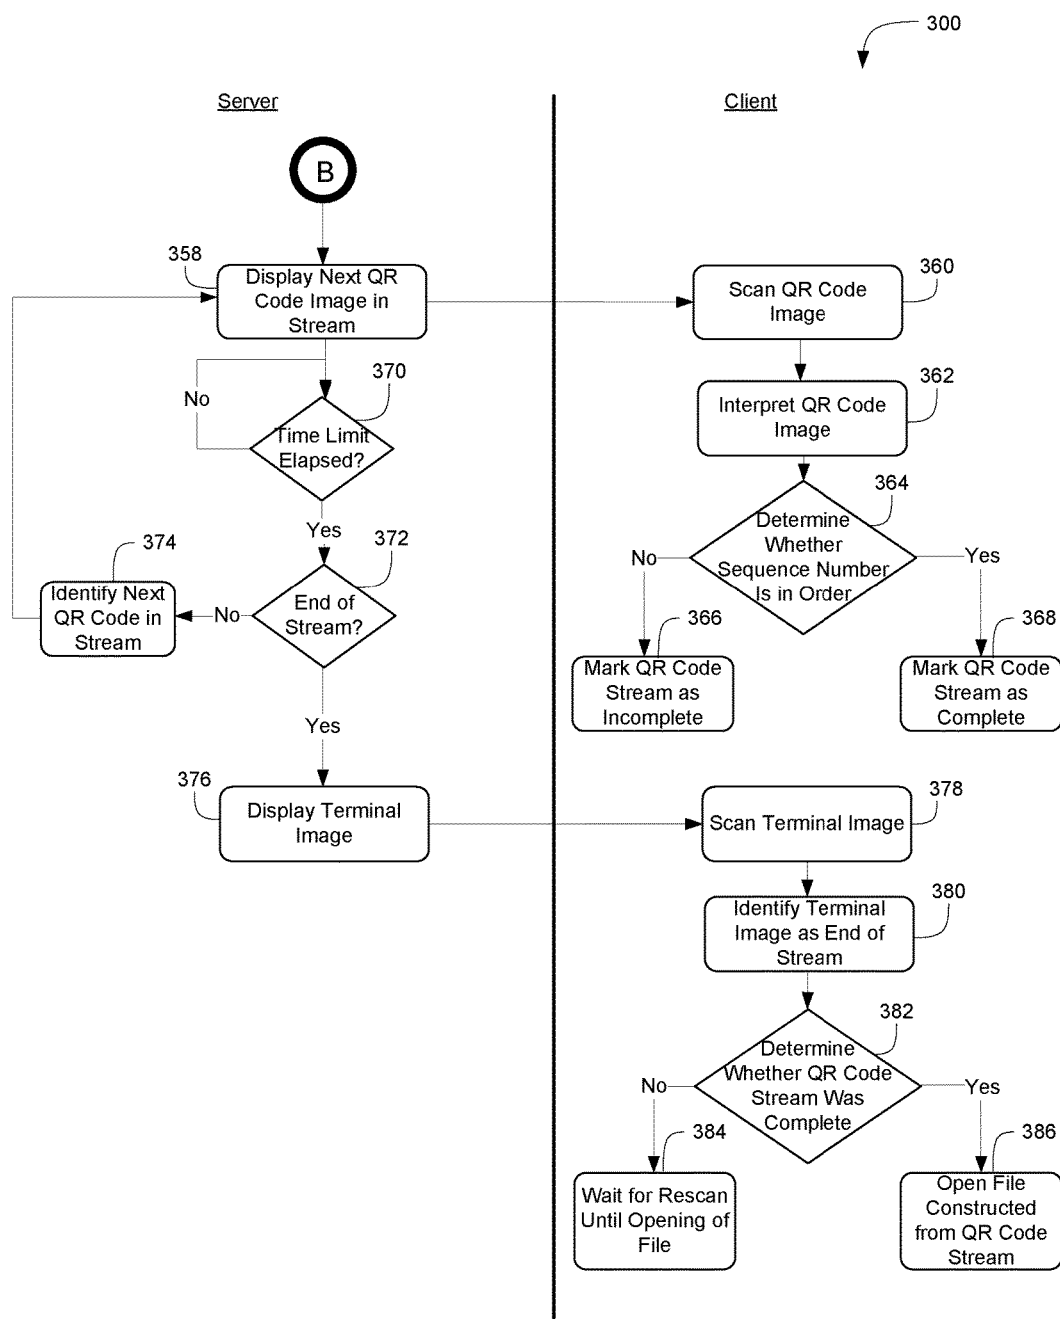 300
Server
Client
B
358
Display Next QR
Code Image in
Stream
360
Scan QR Code
Image
370
No
Time Limit
Elapsed?
362
Interpret QR Code
Image
Yes
364
Determine
Whether
Sequence Number
Is in Order
No
Yes
374
Identify Next
QR Code in
Stream
No
372
End of
Stream?
366
Mark QR Code
Stream as
Incomplete
368
Mark QR Code
Stream as
Complete
Yes
376
Display Terminal
Image
378
Scan Terminal Image
380
Identify Terminal
Image as End of
Stream
382
Determine
Whether QR Code
Stream Was
Complete
No
Yes
384
Wait for Rescan
Until Opening of
File
386
Open File
Constructed
from QR Code
Stream